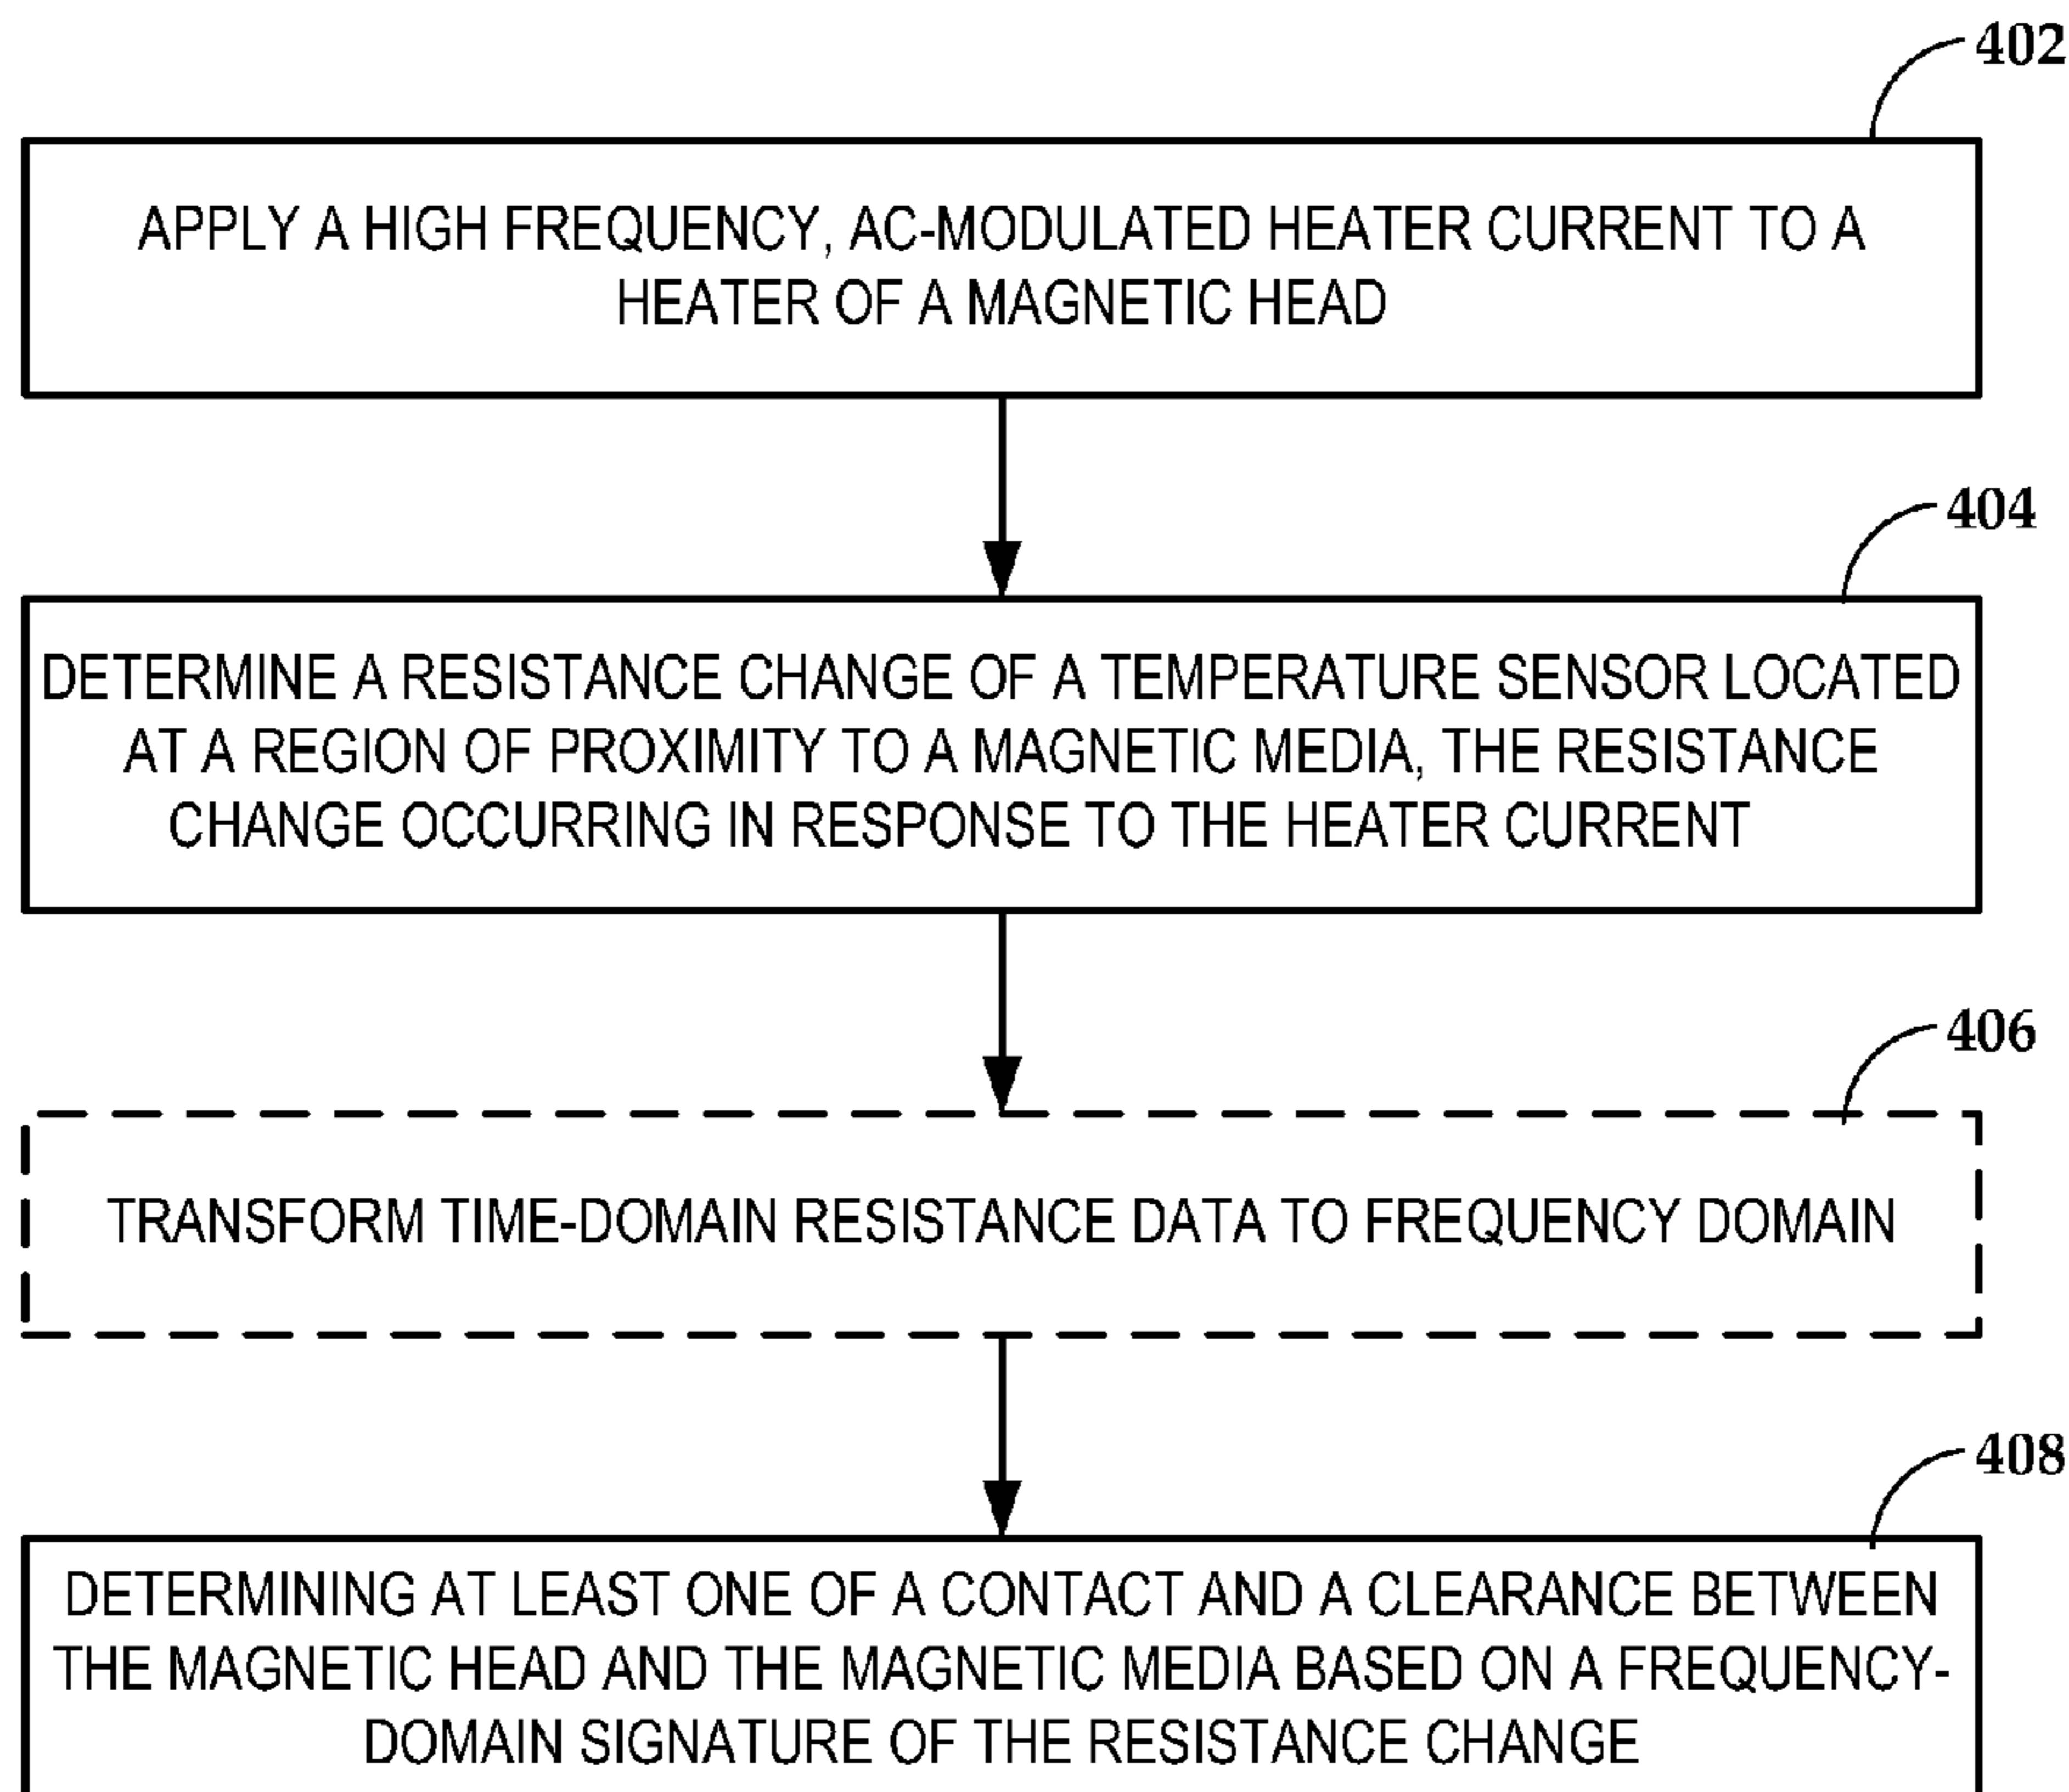 402
APPLY A HIGH FREQUENCY, AC-MODULATED HEATER CURRENT TO A
HEATER OF A MAGNETIC HEAD
404
DETERMINE A RESISTANCE CHANGE OF A TEMPERATURE SENSOR LOCATED
AT A REGION OF PROXIMITY TO A MAGNETIC MEDIA, THE RESISTANCE
CHANGE OCCURRING IN RESPONSE TO THE HEATER CURRENT
406
TRANSFORM TIME-DOMAIN RESISTANCE DATA TO FREQUENCY DOMAIN
408
DETERMINING AT LEAST ONE OF A CONTACT AND A CLEARANCE BETWEEN
THE MAGNETIC HEAD AND THE MAGNETIC MEDIA BASED ON A FREQUENCY-
DOMAIN SIGNATURE OF THE RESISTANCE CHANGE